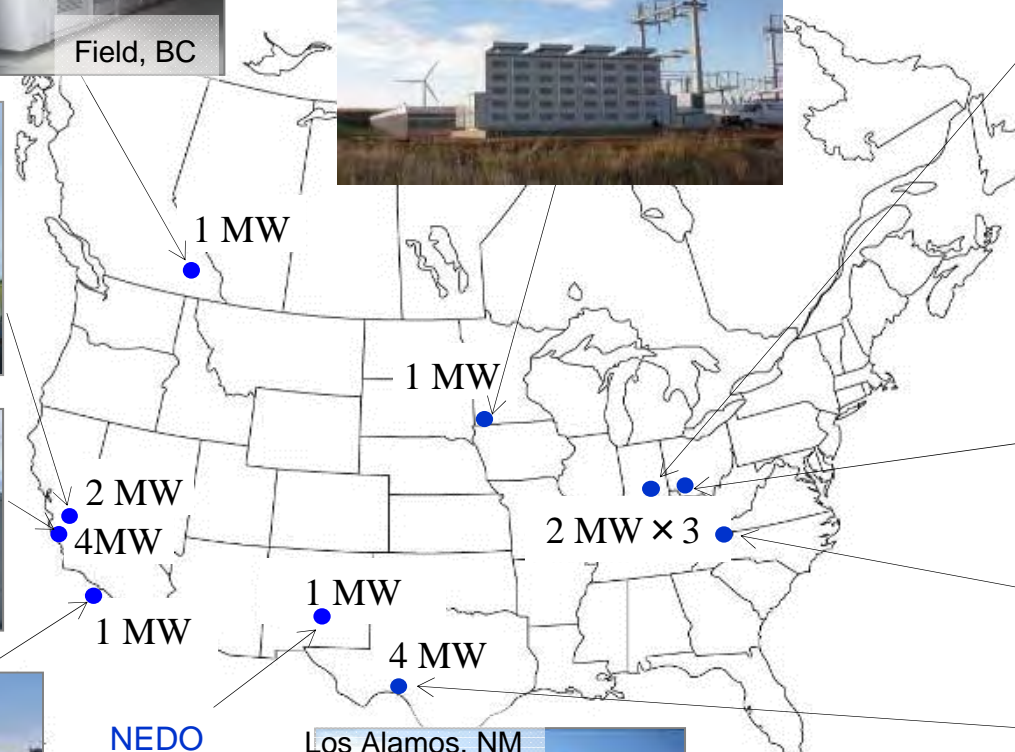 Field, BC
1 MW
1 MW
2 MW
4MW
2 MW × 3
1 MW
1 MW
4 MW
NEDO
Los Alamos, NM